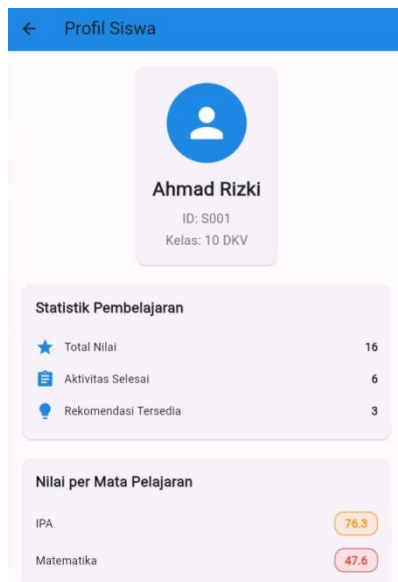 Profil Siswa
Ahmad Rizki
ID: S001
Kelas: 10 DKV
Statistik Pembelajaran
Total Nilai 16
Aktivitas Selesai 6
Rekomendasi Tersedia 3
Nilai per Mata Pelajaran
IPA 76.3
Matematika 47.6